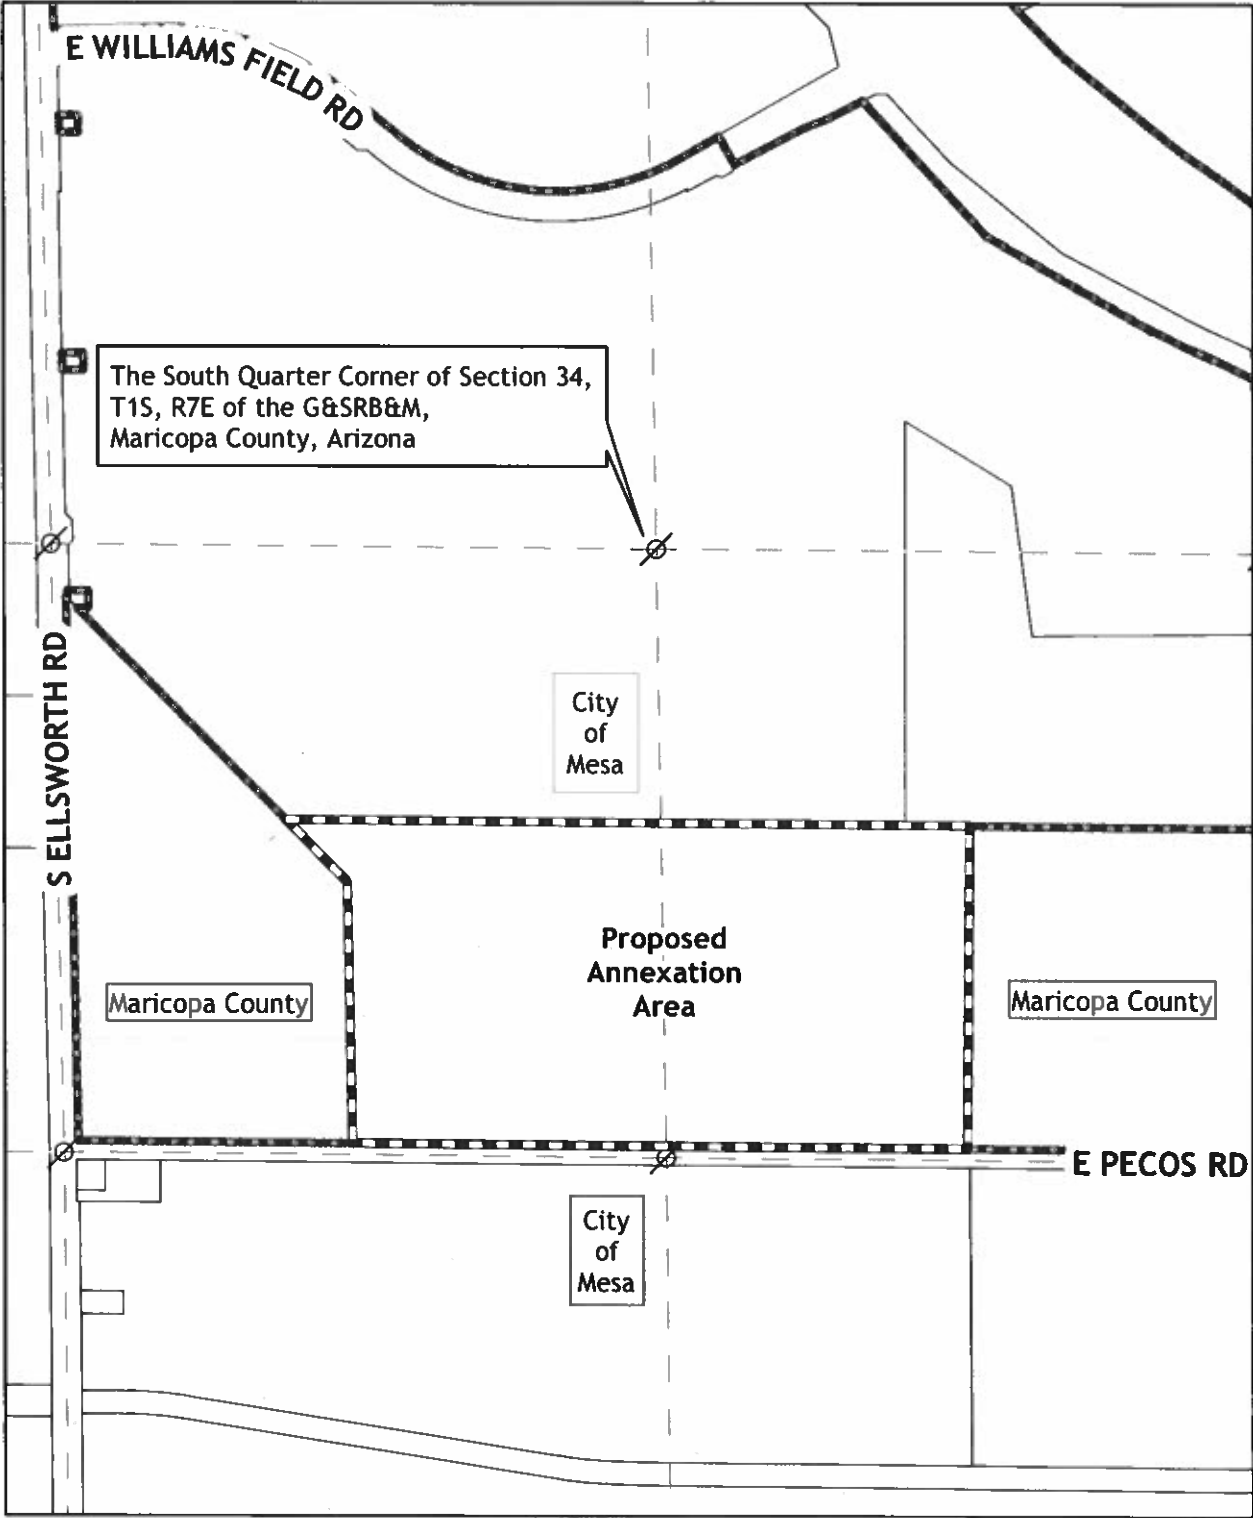 E WILLIAMS FIELD RD
The South Quarter Corner of Section 34,
T1S, R7E of the G&SRB&M,
Maricopa County, Arizona
S ELLSWORTH RD
City
of
Mesa
Proposed
Annexation
Area
Maricopa County
Maricopa County
E PECOS RD
City
of
Mesa